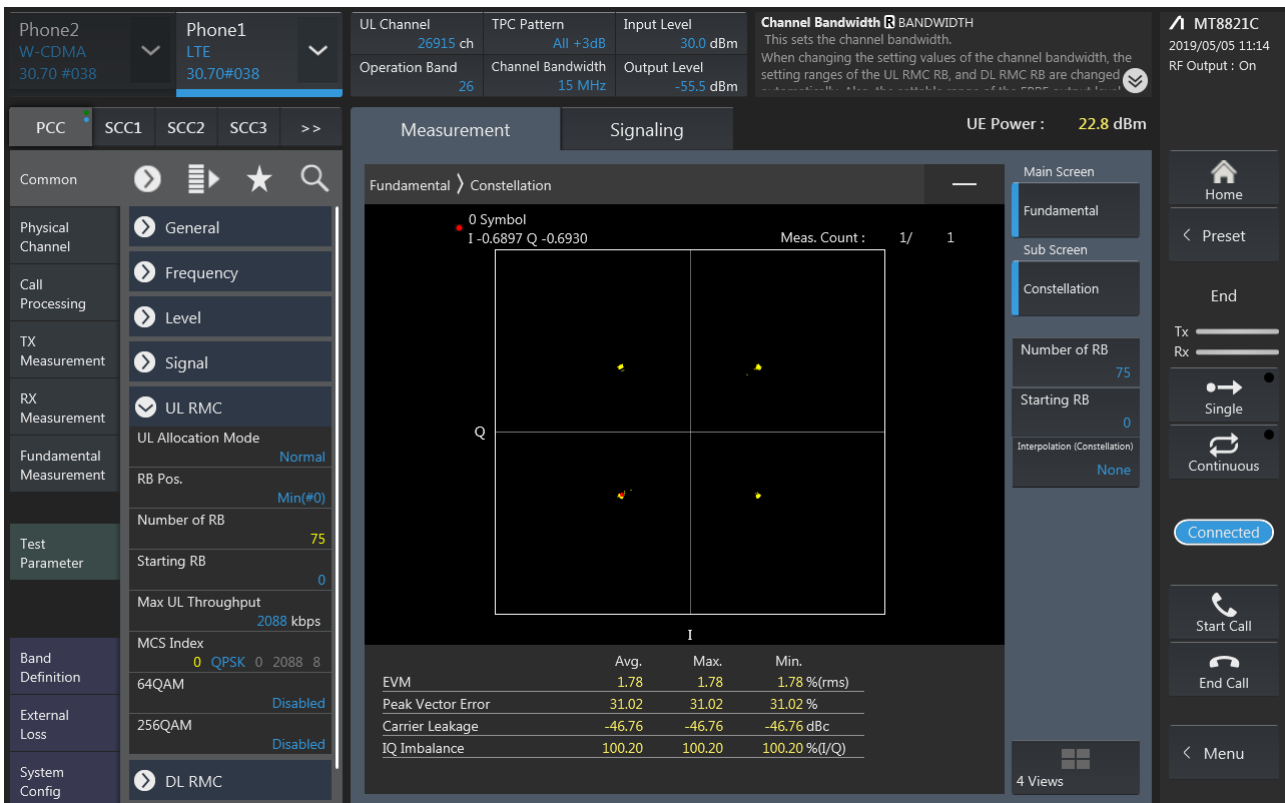 Phone2
W-CDMA
30.70 #038
Phone1
LTE
30.70#038
UL Channel
26915 ch
TPC Pattern
All +3dB
Input Level
30.0 dBm
Operation Band
26
Channel Bandwidth
15 MHz
Output Level
-55.5 dBm
Channel Bandwidth R BANDWIDTH
This sets the channel bandwidth.
When changing the setting values of the channel bandwidth, the
setting ranges of the UL RMC RB, and DL RMC RB are changed
MT8821C
2019/05/05 11:14
RF Output : On
PCC SCC1 SCC2 SCC3 >>
Measurement
Signaling
UE Power : 22.8 dBm
Common
Physical
Channel
Call
Processing
TX
Measurement
RX
Measurement
Fundamental
Measurement
Test
Parameter
Band
Definition
External
Loss
System
Config
General
Frequency
Level
Signal
UL RMC
UL Allocation Mode
Normal
RB Pos.
Min(#0)
Number of RB
75
Starting RB
0
Max UL Throughput
2088 kbps
MCS Index
0 QPSK 0 2088 8
64QAM
Disabled
256QAM
Disabled
DL RMC
Fundamental 〉 Constellation
0 Symbol
I -0.6897 Q -0.6930
Meas. Count : 1/ 1
Q
I
Avg. Max. Min.
EVM 1.78 1.78 1.78 %(rms)
Peak Vector Error 31.02 31.02 31.02 %
Carrier Leakage -46.76 -46.76 -46.76 dBc
IQ Imbalance 100.20 100.20 100.20 %(I/Q)
Main Screen
Fundamental
Sub Screen
Constellation
Number of RB
75
Starting RB
0
Interpolation (Constellation)
None
4 Views
Home
< Preset
End
Tx
Rx
Single
Continuous
Connected
Start Call
End Call
< Menu